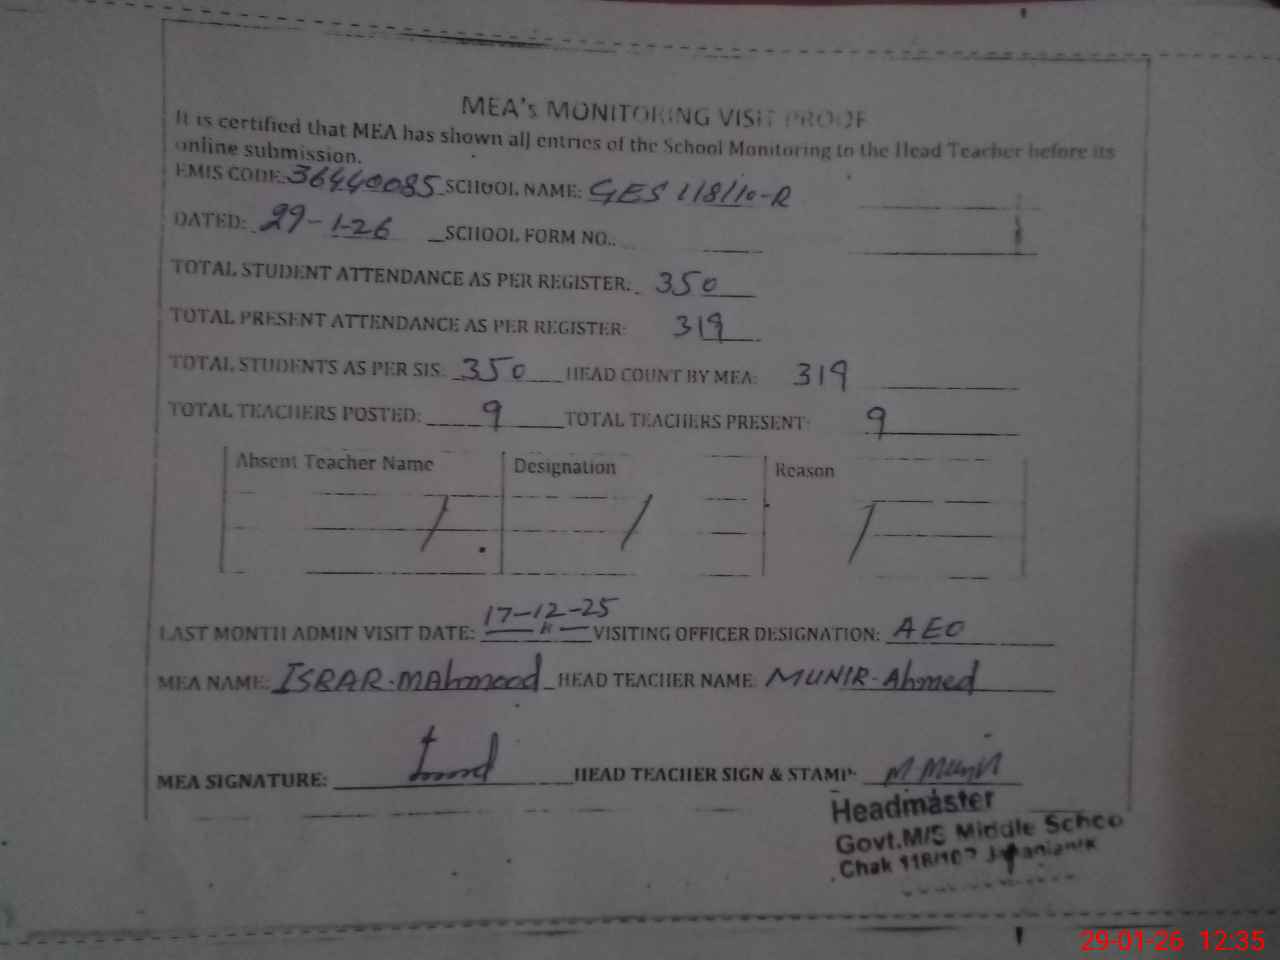 MEA's MONITORING VISIT PROOF
It is certified that MEA has shown all entries of the School Monitoring to the Head Teacher before its
online submission.
EMIS CODE: 36440085 SCHOOL NAME: GES 118/10-R
DATED: 29-1-26 SCHOOL FORM NO..
TOTAL STUDENT ATTENDANCE AS PER REGISTER: 350
TOTAL PRESENT ATTENDANCE AS PER REGISTER: 319
TOTAL STUDENTS AS PER SIS: 350 HEAD COUNT BY MEA: 319
TOTAL TEACHERS POSTED: 9 TOTAL TEACHERS PRESENT: 9
Absent Teacher Name Designation Reason
/ / /
17-12-25
LAST MONTH ADMIN VISIT DATE: VISITING OFFICER DESIGNATION: AEO
MEA NAME: ISRAR.MAhmood HEAD TEACHER NAME: MUNIR.Ahmed
MEA SIGNATURE: HEAD TEACHER SIGN & STAMP: M Munir
Headmaster
Govt.M/S Middle Schoo
Chak
29-01-26 12:35